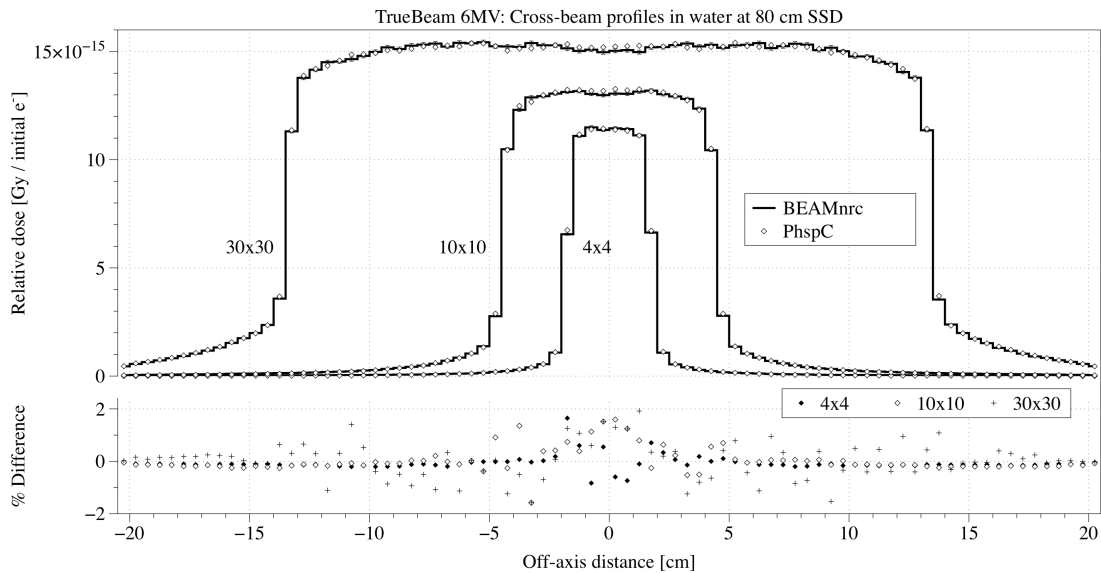 TrueBeam 6MV: Cross-beam profiles in water at 80 cm SSD
Relative dose [Gy / initial e⁻]
15×10⁻¹⁵
10
5
0
30x30
10x10
4x4
BEAMnrc
PhspC
4x4 10x10 30x30
% Difference
2
0
−2
−20 −15 −10 −5 0 5 10 15 20
Off-axis distance [cm]